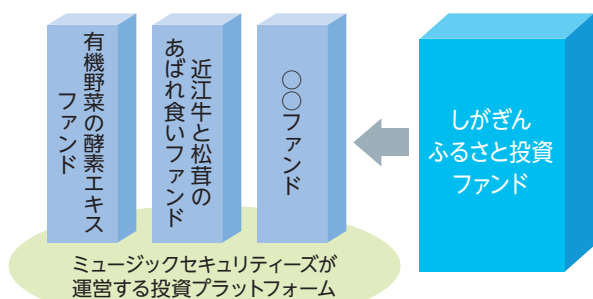 有機野菜の酵素エキス
ファンド
近江牛と松茸の
あばれ食いファンド
○○ファンド
しがぎん
ふるさと投資
ファンド
ミュージックセキュリティーズが
運営する投資プラットフォーム